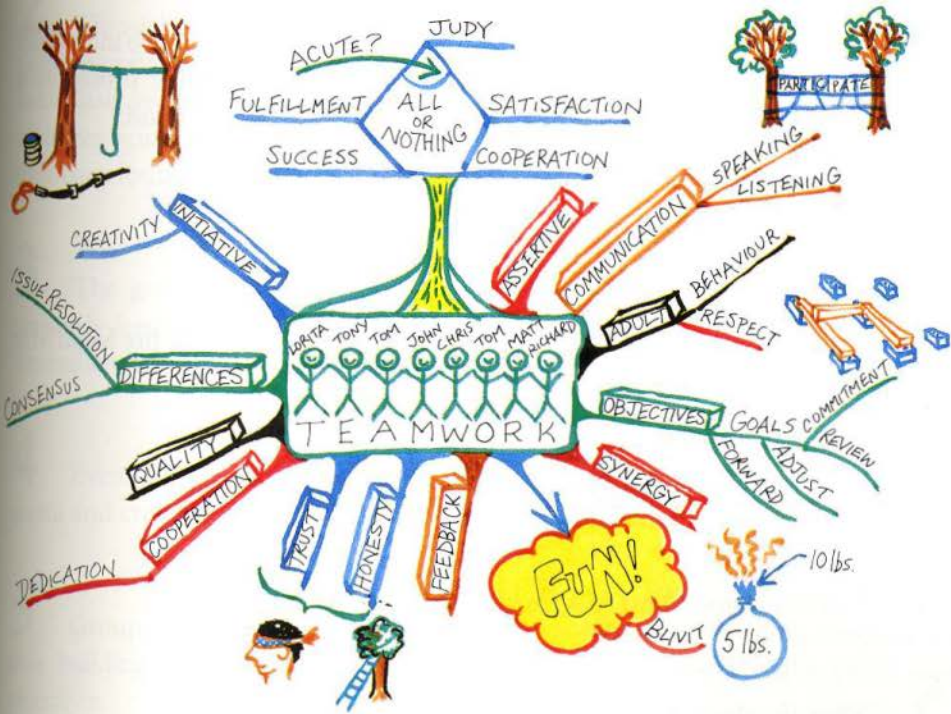 JUDY
ACUTE?
FULFILLMENT
ALL
OR
NOTHING
SATISFACTION
SUCCESS
COOPERATION
PARTICIPATE
INITIATIVE
CREATIVITY
ASSERTIVE
COMMUNICATION
SPEAKING
LISTENING
ADULT
BEHAVIOUR
RESPECT
ISSUE RESOLUTION
DIFFERENCES
CONSENSUS
LORITA TONY TOM JOHN CHRIS TOM MATT RICHARD
TEAMWORK
OBJECTIVES
GOALS
COMMITMENT
REVIEW
ADJUST
FORWARD
QUALITY
COOPERATION
DEDICATION
TRUST
HONESTY
FEEDBACK
SYNERGY
FUN!
BLIVIT
10 lbs.
5 lbs.